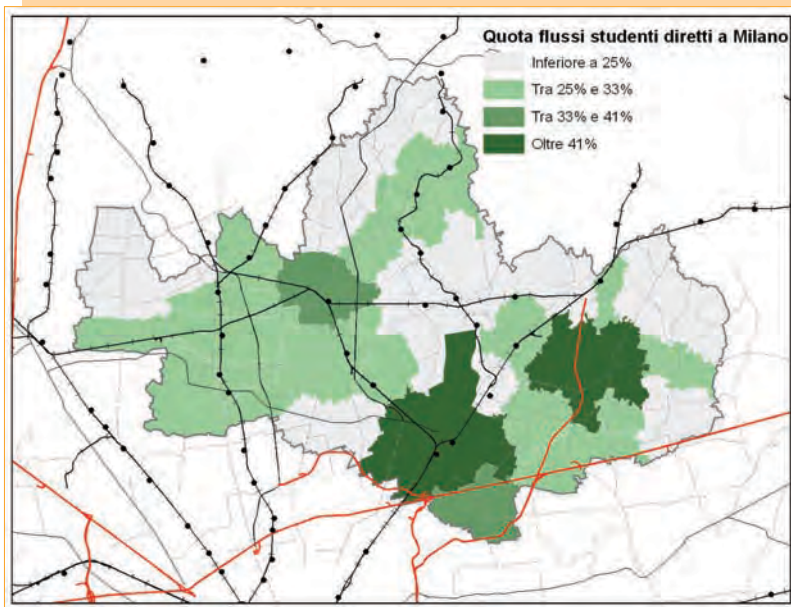 Quota flussi studenti diretti a Milano
Inferiore a 25%
Tra 25% e 33%
Tra 33% e 41%
Oltre 41%